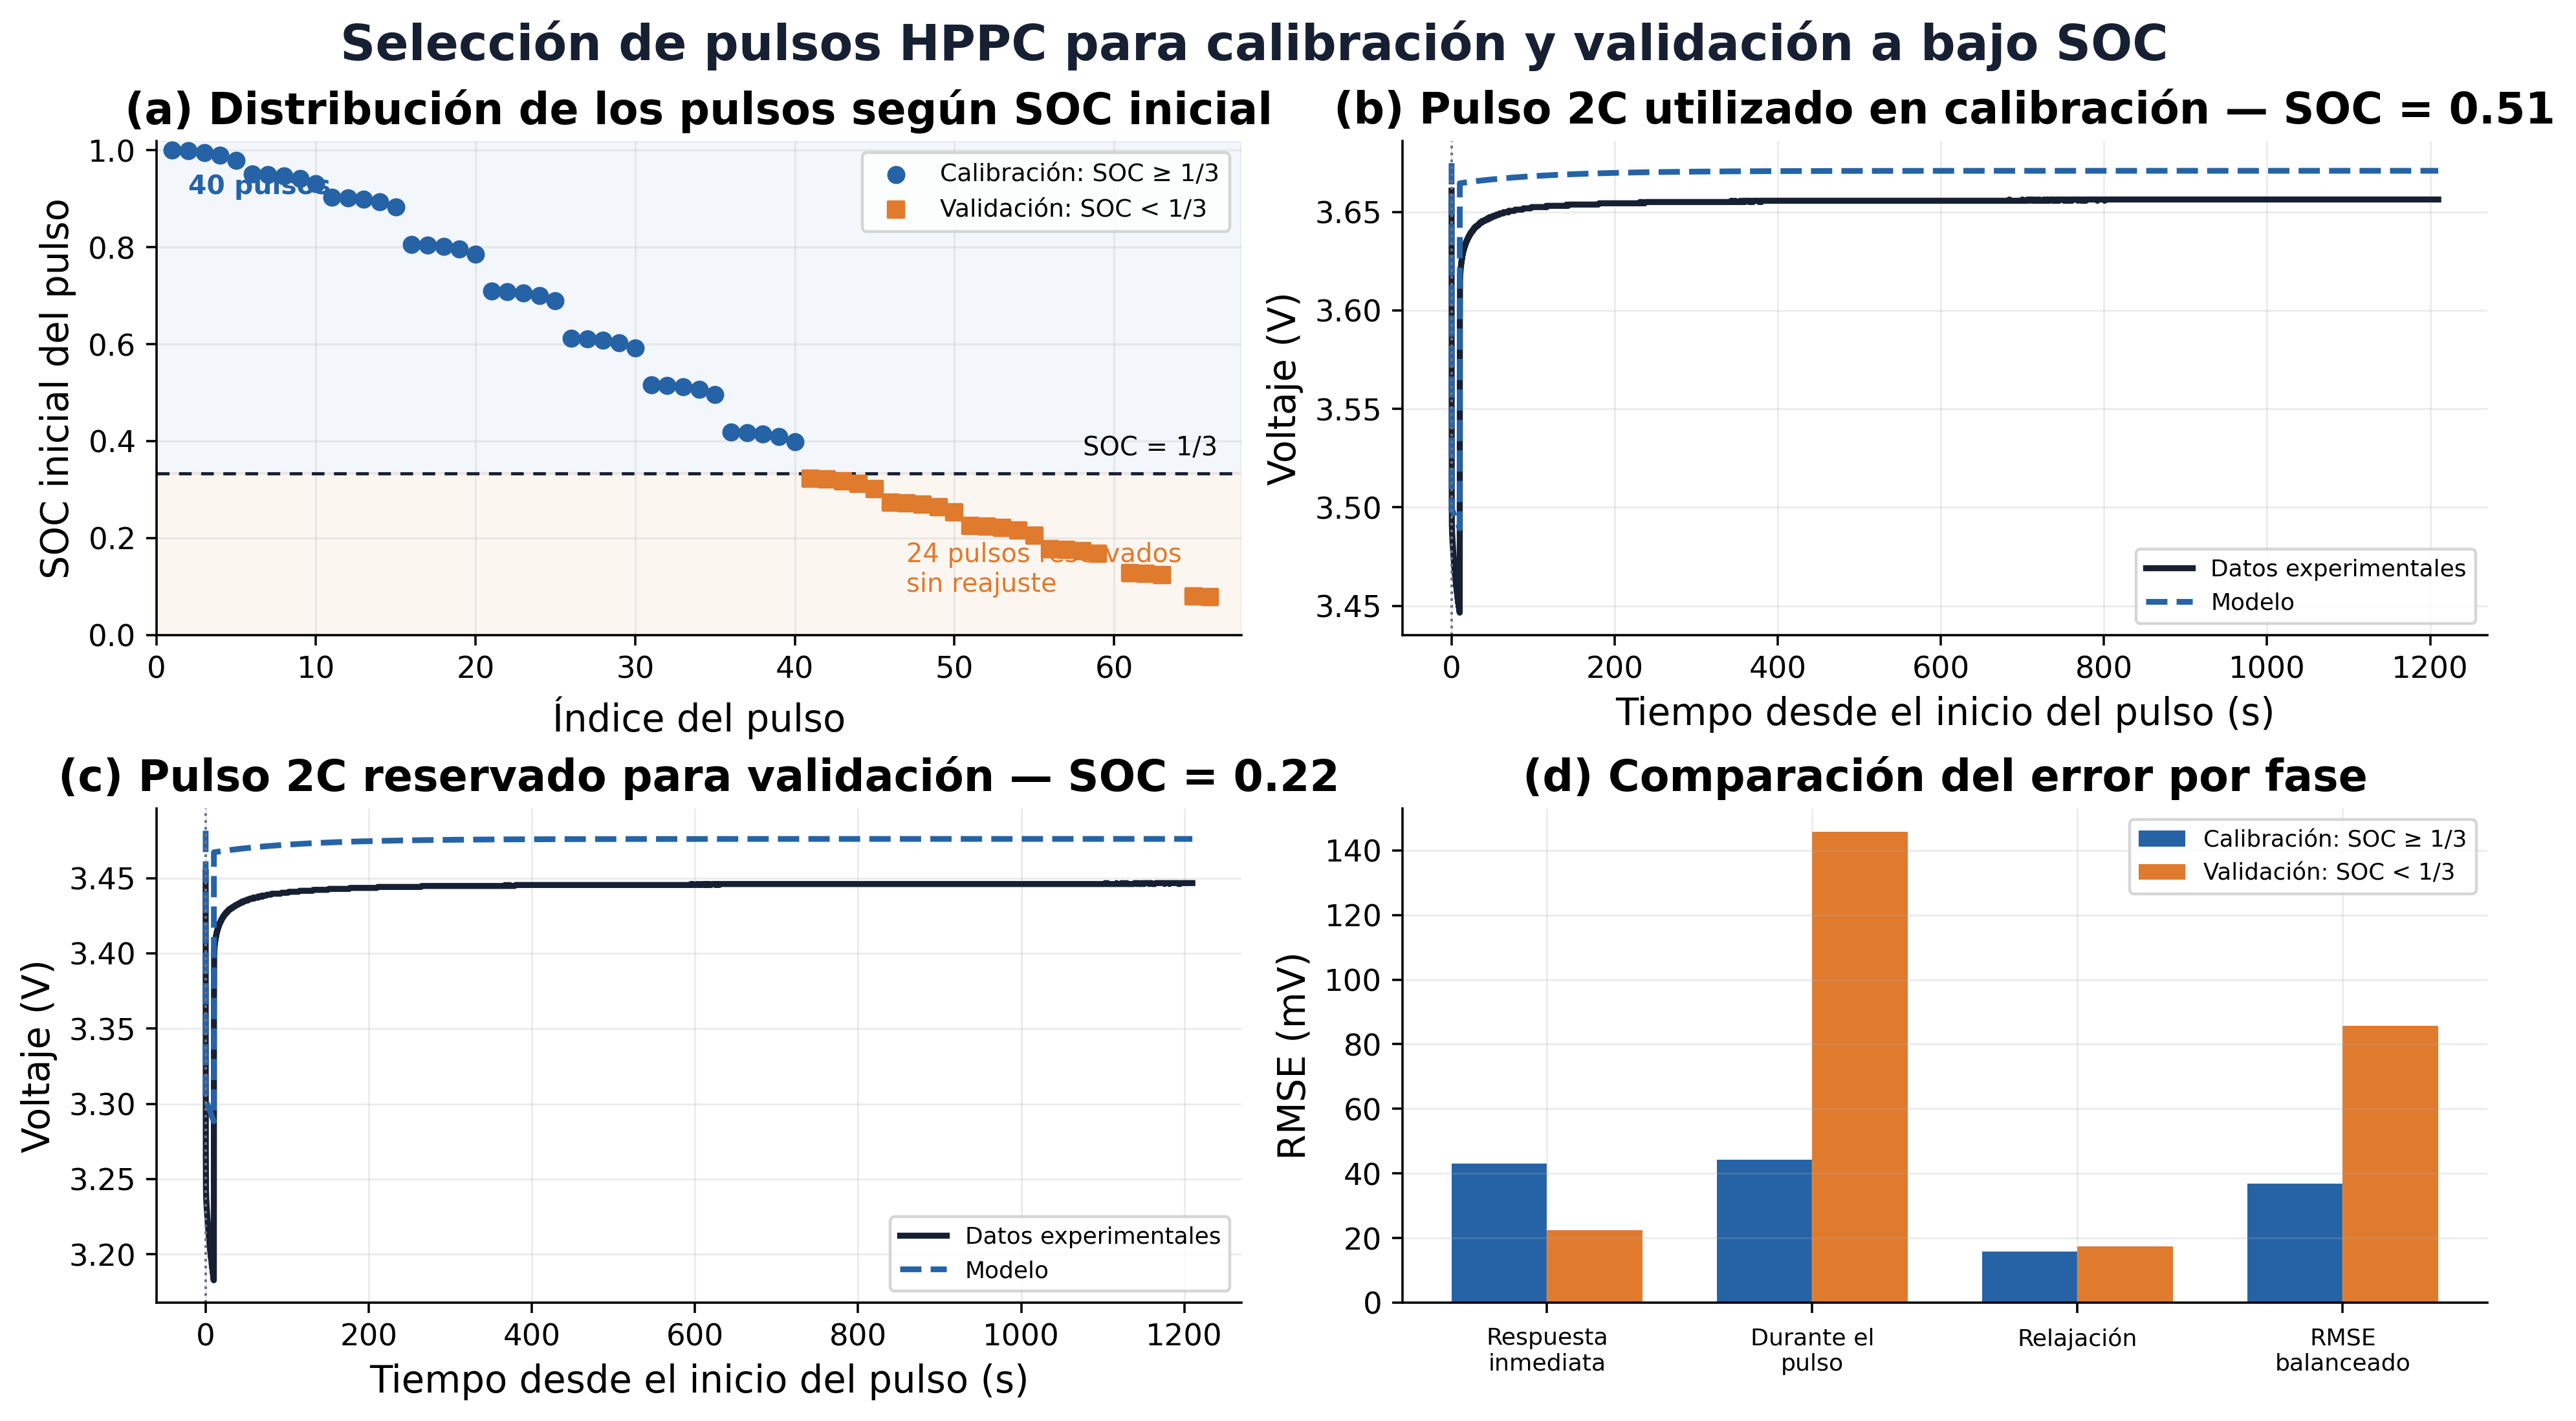 Selección de pulsos HPPC para calibración y validación a bajo SOC
(a) Distribución de los pulsos según SOC inicial
SOC inicial del pulso
1.0
0.8
0.6
0.4
0.2
0.0
40 pulsos
Calibración: SOC ≥ 1/3
Validación: SOC < 1/3
SOC = 1/3
24 pulsos reservados
sin reajuste
0 10 20 30 40 50 60
Índice del pulso
(b) Pulso 2C utilizado en calibración — SOC = 0.51
Voltaje (V)
3.65
3.60
3.55
3.50
3.45
Datos experimentales
Modelo
0 200 400 600 800 1000 1200
Tiempo desde el inicio del pulso (s)
(c) Pulso 2C reservado para validación — SOC = 0.22
Voltaje (V)
3.45
3.40
3.35
3.30
3.25
3.20
Datos experimentales
Modelo
0 200 400 600 800 1000 1200
Tiempo desde el inicio del pulso (s)
(d) Comparación del error por fase
RMSE (mV)
140
120
100
80
60
40
20
0
Calibración: SOC ≥ 1/3
Validación: SOC < 1/3
Respuesta
inmediata
Durante el
pulso
Relajación
RMSE
balanceado